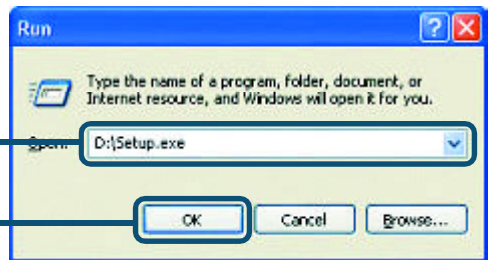 Run
Type the name of a program, folder, document, or
Internet resource, and Windows will open it for you.
Open: D:\Setup.exe
OK Cancel Browse...